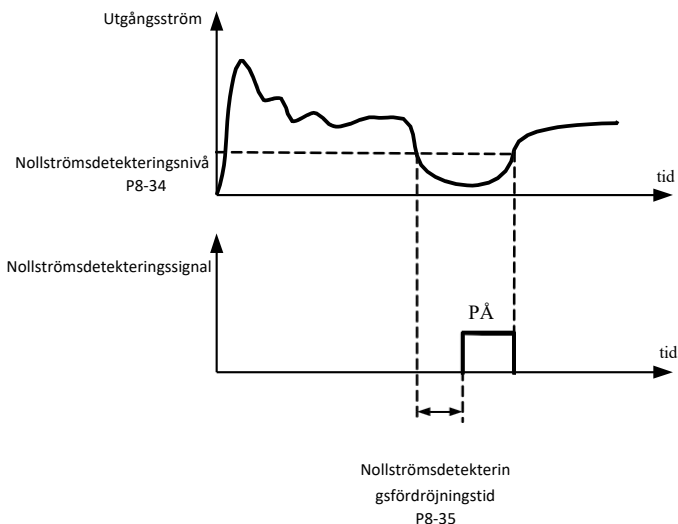 Utgångsström
Nollströmsdetekteringsnivå
P8-34
tid
Nollströmsdetekteringssignal
PÅ
tid
Nollströmsdetekterin
gsfördröjningstid
P8-35